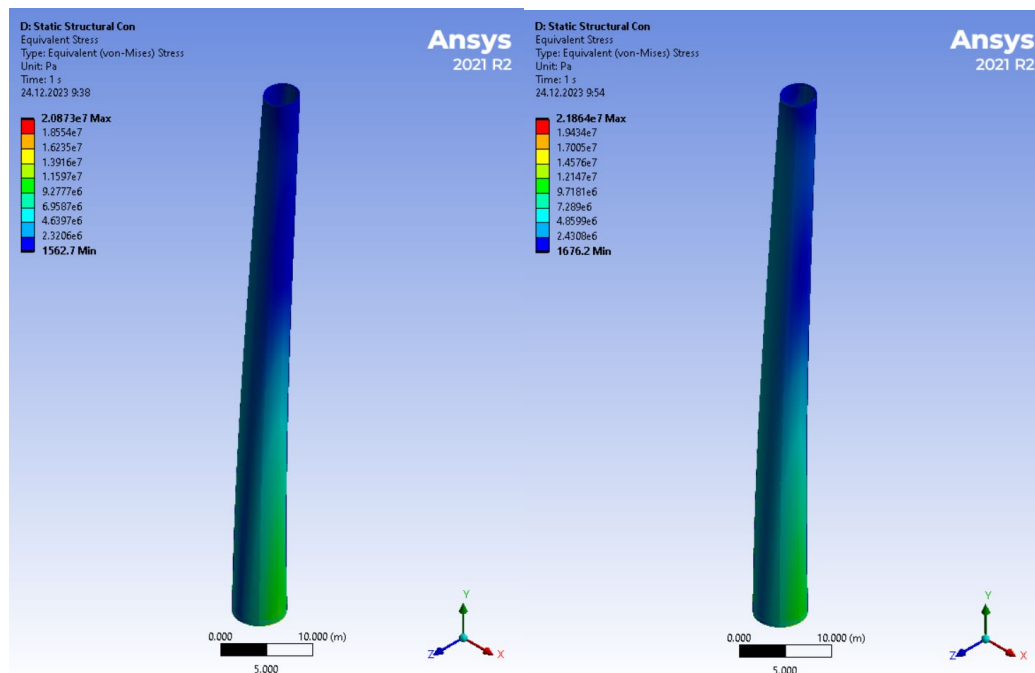 D: Static Structural Con
Equivalent Stress
Type: Equivalent (von-Mises) Stress
Unit: Pa
Time: 1 s
24.12.2023 9:38
2.0873e7 Max
1.8554e7
1.6235e7
1.3916e7
1.1597e7
9.2777e6
6.9587e6
4.6397e6
2.3206e6
1562.7 Min
Ansys
2021 R2
0.000
10.000 (m)
5.000
Y
Z
X
D: Static Structural Con
Equivalent Stress
Type: Equivalent (von-Mises) Stress
Unit: Pa
Time: 1 s
24.12.2023 9:54
2.1864e7 Max
1.9434e7
1.7005e7
1.4576e7
1.2147e7
9.7181e6
7.289e6
4.8599e6
2.4308e6
1676.2 Min
Ansys
2021 R2
0.000
10.000 (m)
5.000
Y
Z
X